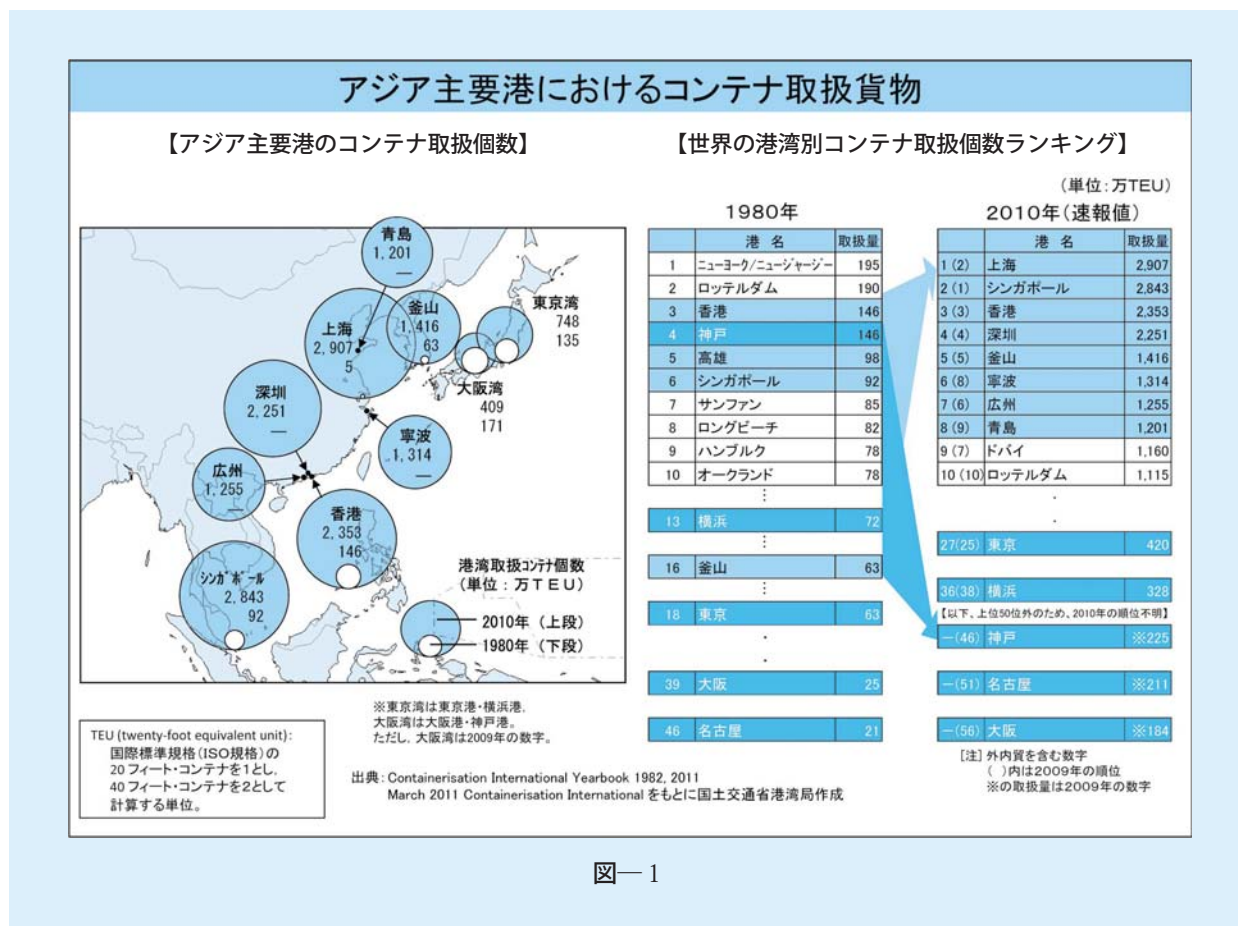 アジア主要港におけるコンテナ取扱貨物
【アジア主要港のコンテナ取扱個数】
青島
1,201
―
釜山
1,416
63
上海
2,907
5
東京湾
748
135
大阪湾
409
171
深圳
2,251
―
寧波
1,314
―
広州
1,255
―
香港
2,353
146
シンガポール
2,843
92
港湾取扱コンテナ個数
(単位:万TEU)
2010年(上段)
1980年(下段)
※東京湾は東京港・横浜港,
大阪湾は大阪港・神戸港。
ただし,大阪湾は2009年の数字。
TEU (twenty-foot equivalent unit):
国際標準規格(ISO規格)の
20フィート・コンテナを1とし,
40フィート・コンテナを2として
計算する単位。
【世界の港湾別コンテナ取扱個数ランキング】
(単位:万TEU)
1980年
港 名 取扱量
1 ニューヨーク/ニュージャージー 195
2 ロッテルダム 190
3 香港 146
4 神戸 146
5 高雄 98
6 シンガポール 92
7 サンファン 85
8 ロングビーチ 82
9 ハンブルク 78
10 オークランド 78
⋮
13 横浜 72
⋮
16 釜山 63
⋮
18 東京 63
・
・
39 大阪 25
46 名古屋 21
2010年(速報値)
港 名 取扱量
1(2) 上海 2,907
2(1) シンガポール 2,843
3(3) 香港 2,353
4(4) 深圳 2,251
5(5) 釜山 1,416
6(8) 寧波 1,314
7(6) 広州 1,255
8(9) 青島 1,201
9(7) ドバイ 1,160
10(10) ロッテルダム 1,115
・
・
27(25) 東京 420
36(38) 横浜 328
【以下、上位50位外のため、2010年の順位不明】
―(46) 神戸 ※225
―(51) 名古屋 ※211
―(56) 大阪 ※184
[注] 外内貿を含む数字
( )内は2009年の順位
※の取扱量は2009年の数字
出典:Containerisation International Yearbook 1982, 2011
March 2011 Containerisation Internationalをもとに国土交通省港湾局作成
図―1